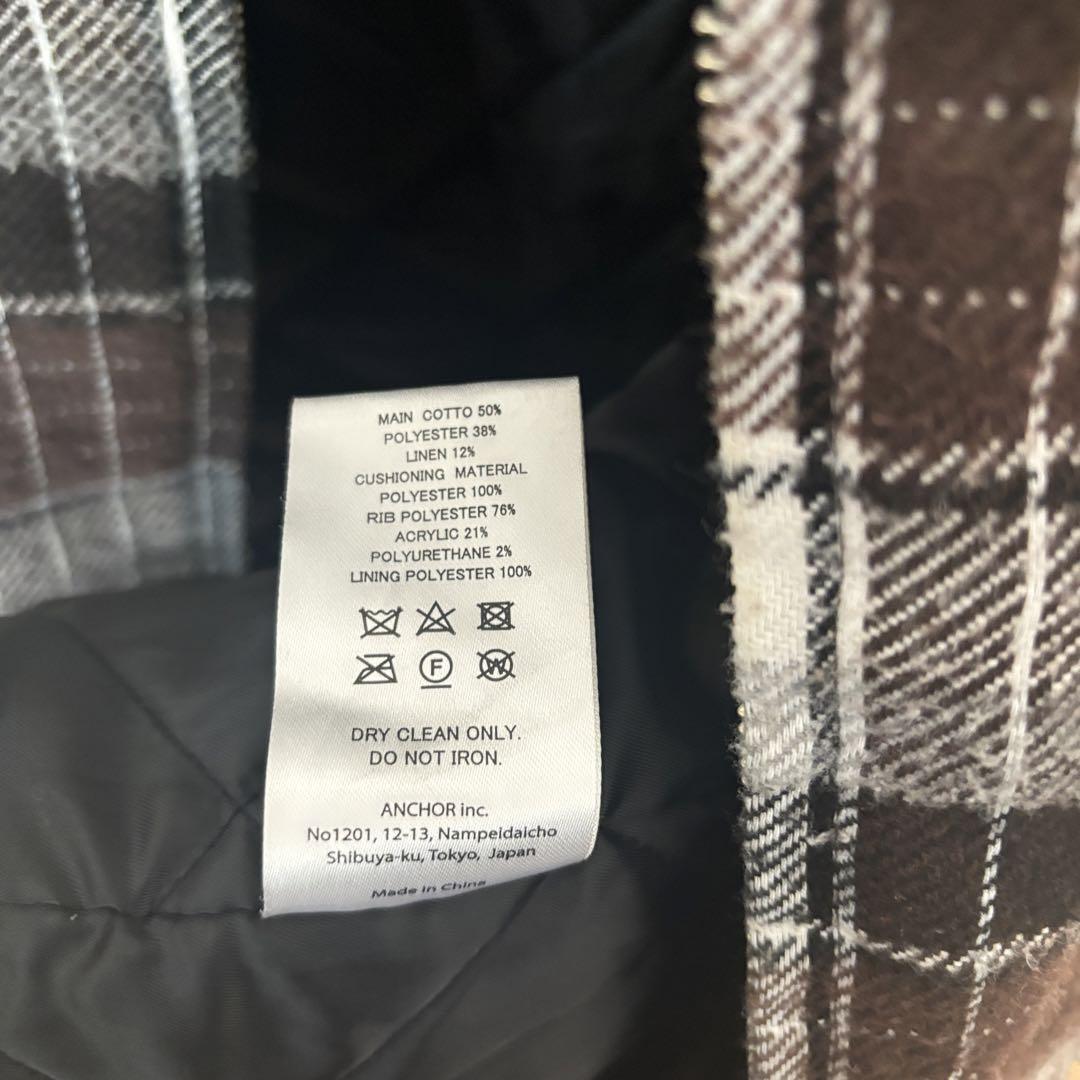 MAIN COTTO 50%
POLYESTER 38%
LINEN 12%
CUSHIONING MATERIAL
POLYESTER 100%
RIB POLYESTER 76%
ACRYLIC 21%
POLYURETHANE 2%
LINING POLYESTER 100%
F
W
DRY CLEAN ONLY.
DO NOT IRON.
ANCHOR inc.
No1201, 12-13, Nampeidaicho
Shibuya-ku, Tokyo, Japan
Made in China